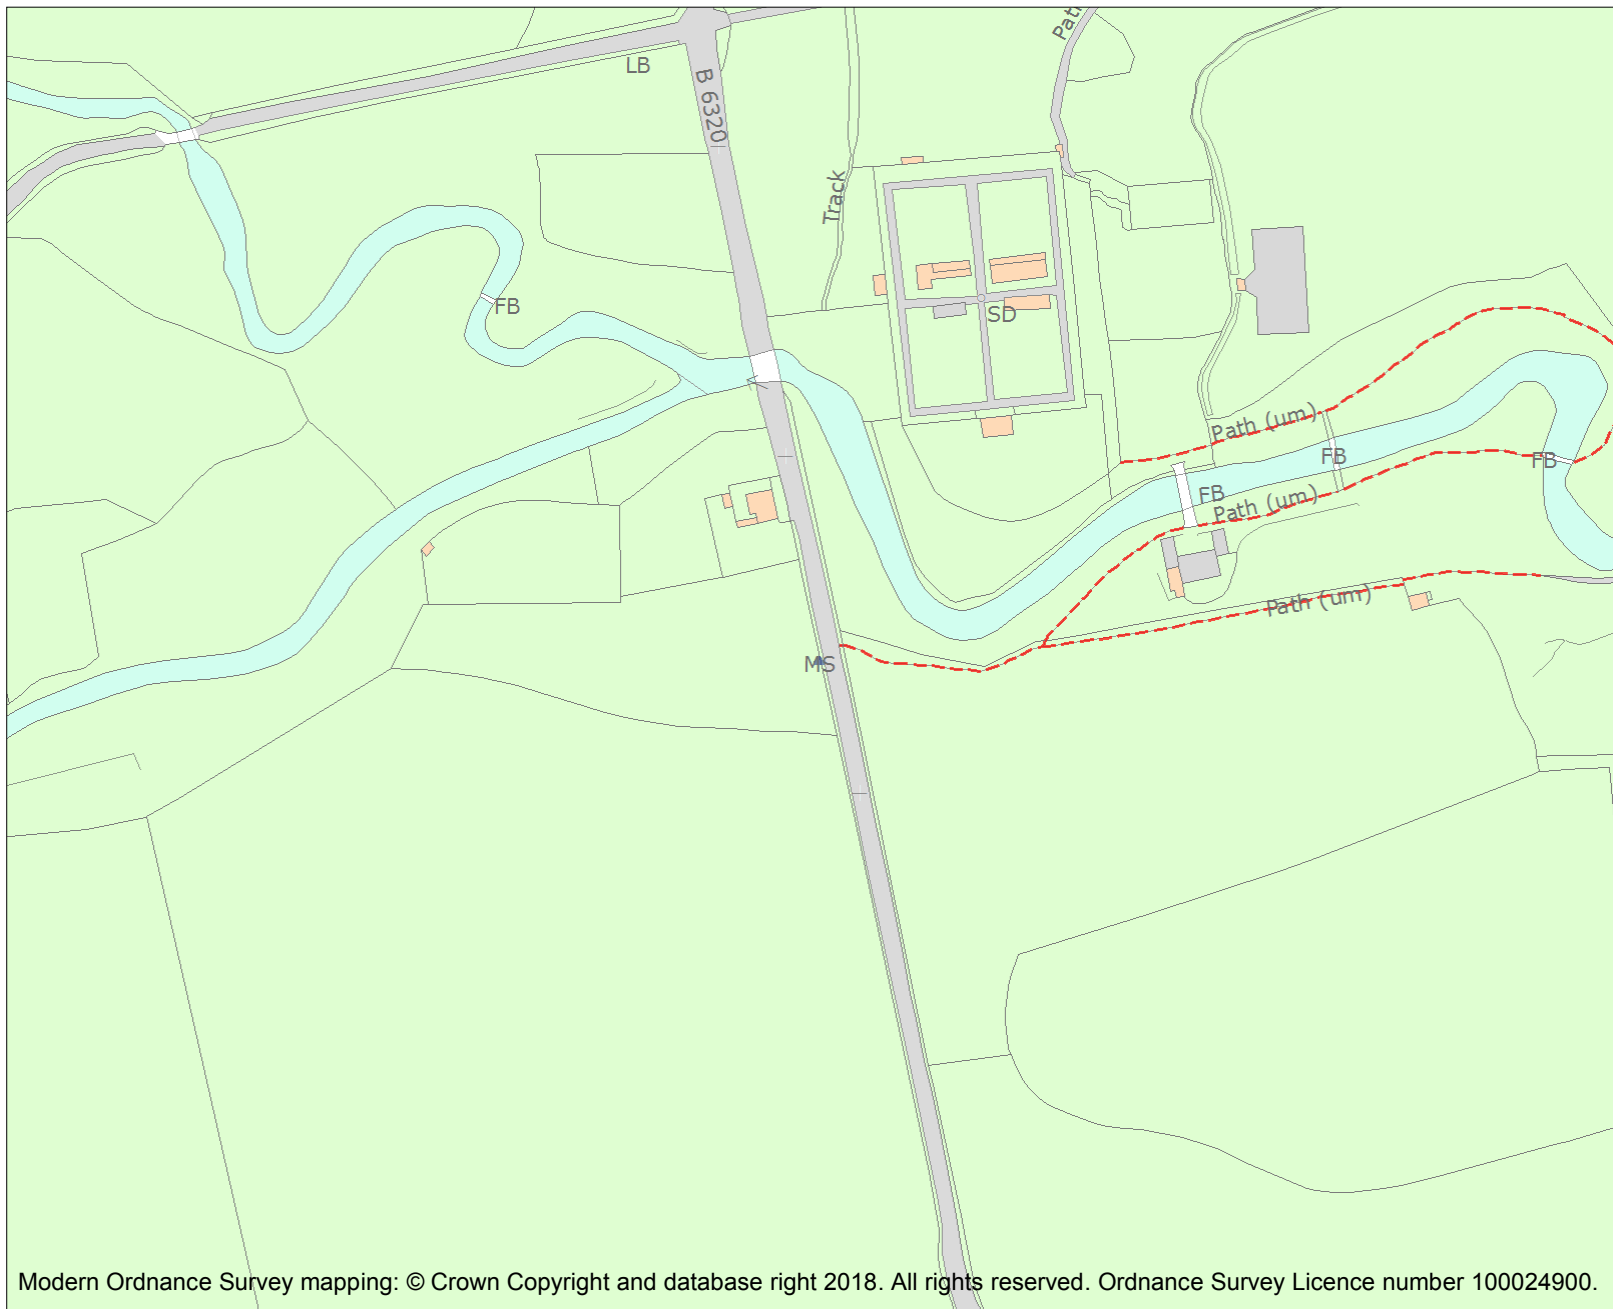 Path
LB
B 6320
Track
FB
SD
Path (um)
FB
FB
FB
Path (um)
Path (um)
MS
Modern Ordnance Survey mapping: © Crown Copyright and database right 2018. All rights reserved. Ordnance Survey Licence number 100024900.